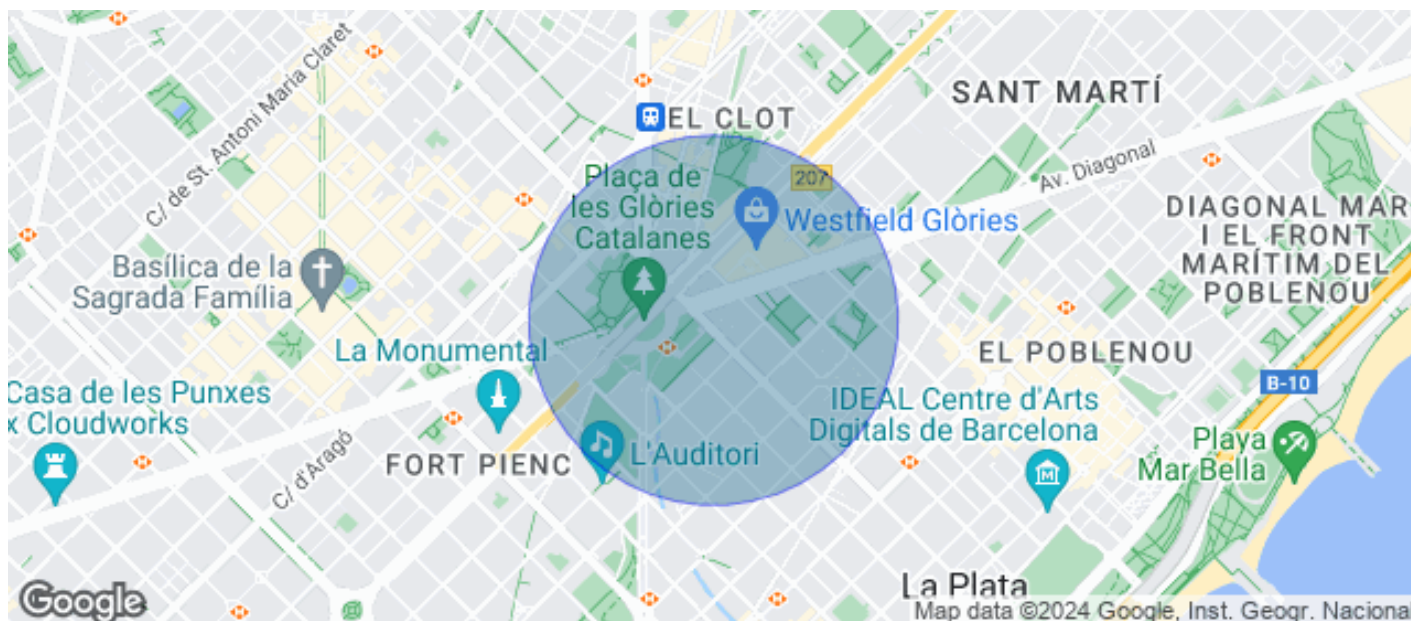 C/ de St. Antoni Maria Claret
SANT MARTÍ
EL CLOT
Av. Diagonal
Plaça de
les Glòries
Catalanes
207
Westfield Glòries
DIAGONAL MAR
I EL FRONT
MARÍTIM DEL
POBLENOU
Basílica de la
Sagrada Família
La Monumental
EL POBLENOU
B-10
Casa de les Punxes
x Cloudworks
IDEAL Centre d'Arts
Digitals de Barcelona
Playa
Mar Bella
C/ d'Aragó
FORT PIENC
L'Auditori
M
La Plata
Google
Map data ©2024 Google, Inst. Geogr. Nacional